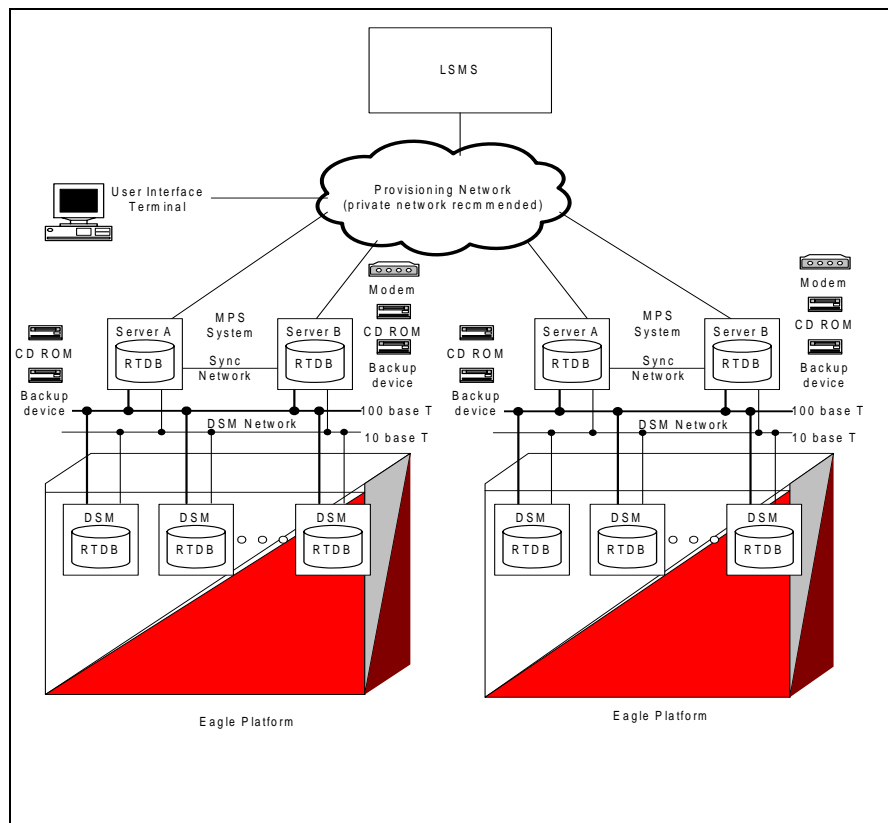 LSMS
Provisioning Network
(private network recmmended)
User Interface
Terminal
Modem
CD ROM
Backup
device
Server A
RTDB
MPS
System
Sync
Network
Server B
RTDB
CD ROM
Backup
device
100 base T
DSM Network
10 base T
DSM
RTDB
DSM
RTDB
DSM
RTDB
Eagle Platform
Modem
CD ROM
Backup
device
Server A
RTDB
MPS
System
Sync
Network
Server B
RTDB
CD ROM
Backup
device
100 base T
DSM Network
10 base T
DSM
RTDB
DSM
RTDB
DSM
RTDB
Eagle Platform